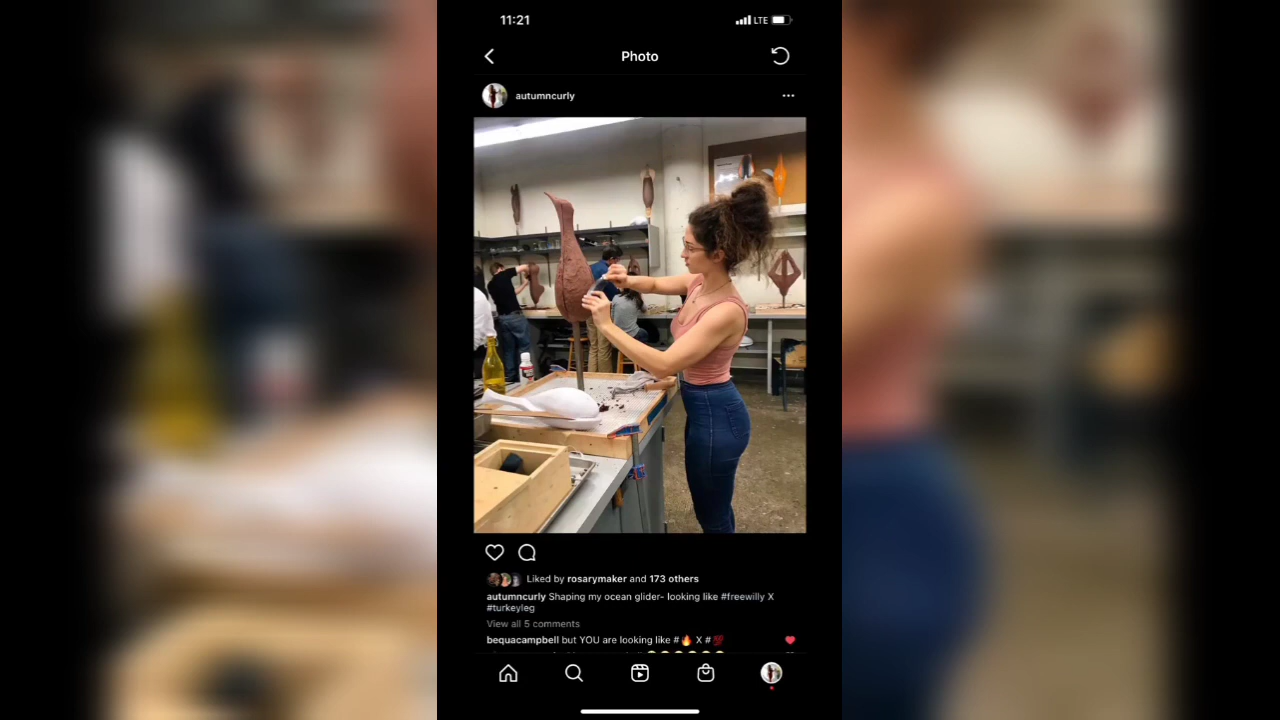 11:21
LTE
Photo
autumncurly
Liked by rosarymaker and 173 others
autumncurly Shaping my ocean glider- looking like #freewilly X
#turkeyleg
View all 5 comments
bequacampbell but YOU are looking like #🔥 X #💯